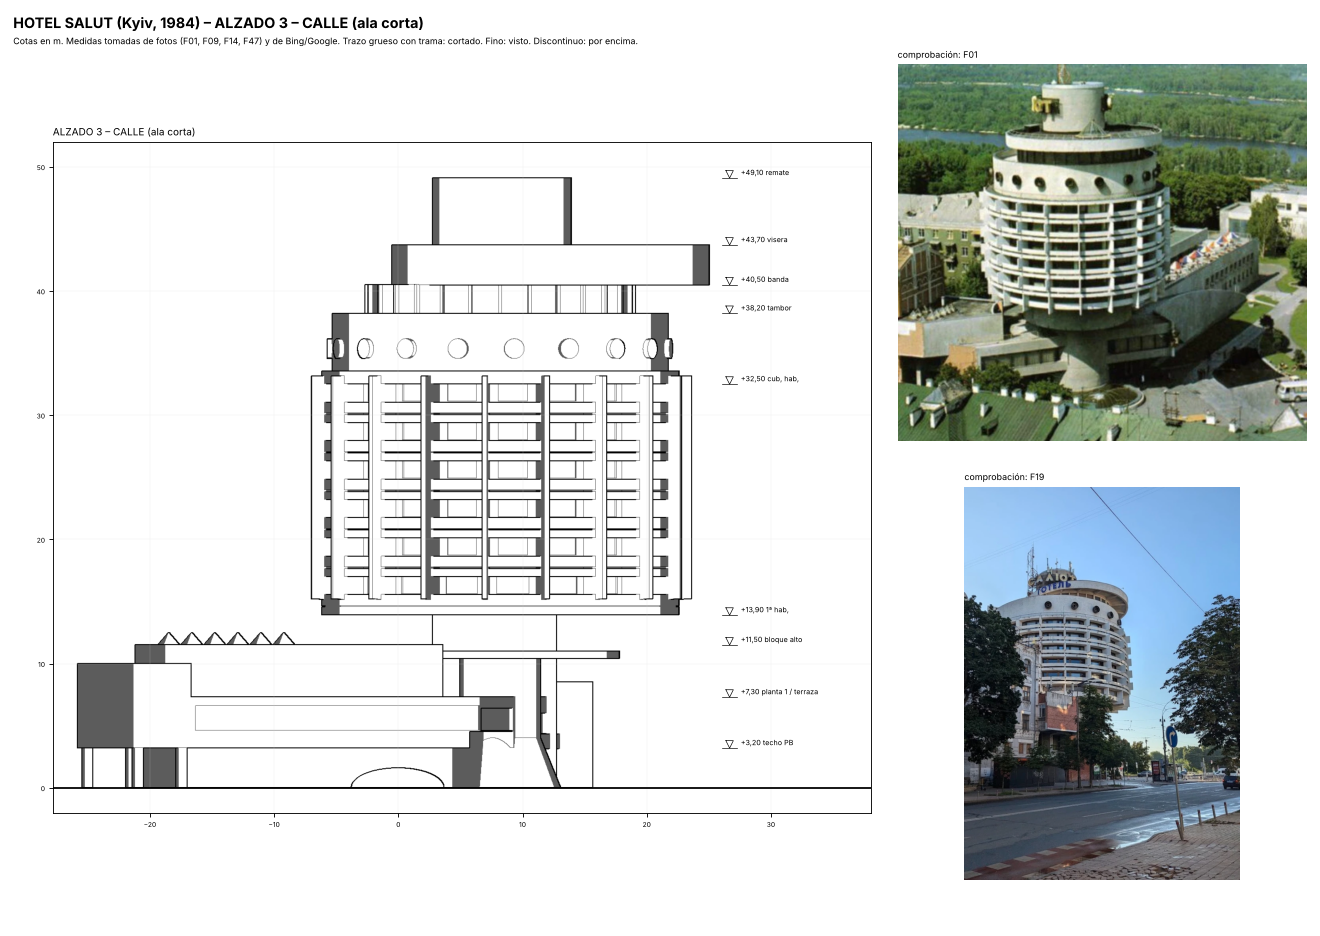 HOTEL SALUT (Kyiv, 1984) – ALZADO 3 – CALLE (ala corta)
Cotas en m. Medidas tomadas de fotos (F01, F09, F14, F47) y de Bing/Google. Trazo grueso con trama: cortado. Fino: visto. Discontinuo: por encima.
comprobación: F01
ALZADO 3 – CALLE (ala corta)
50
40
30
20
10
0
−20
−10
0
10
20
30
+49,10 remate
+43,70 visera
+40,50 banda
+38,20 tambor
+32,50 cub, hab,
+13,90 1ª hab,
+11,50 bloque alto
+7,30 planta 1 / terraza
+3,20 techo PB
comprobación: F19
ГОТЕЛЬ